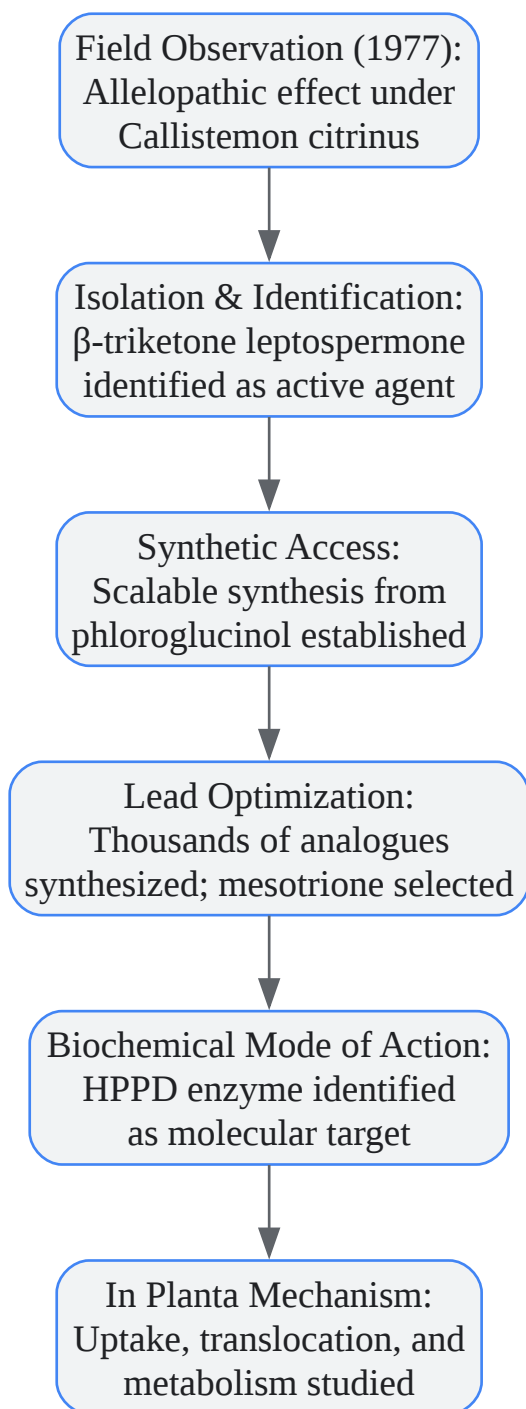 Field Observation (1977):
Allelopathic effect under
Callistemon citrinus
Isolation & Identification:
β-triketone leptospermone
identified as active agent
Synthetic Access:
Scalable synthesis from
phloroglucinol established
Lead Optimization:
Thousands of analogues
synthesized; mesotrione selected
Biochemical Mode of Action:
HPPD enzyme identified
as molecular target
In Planta Mechanism:
Uptake, translocation, and
metabolism studied